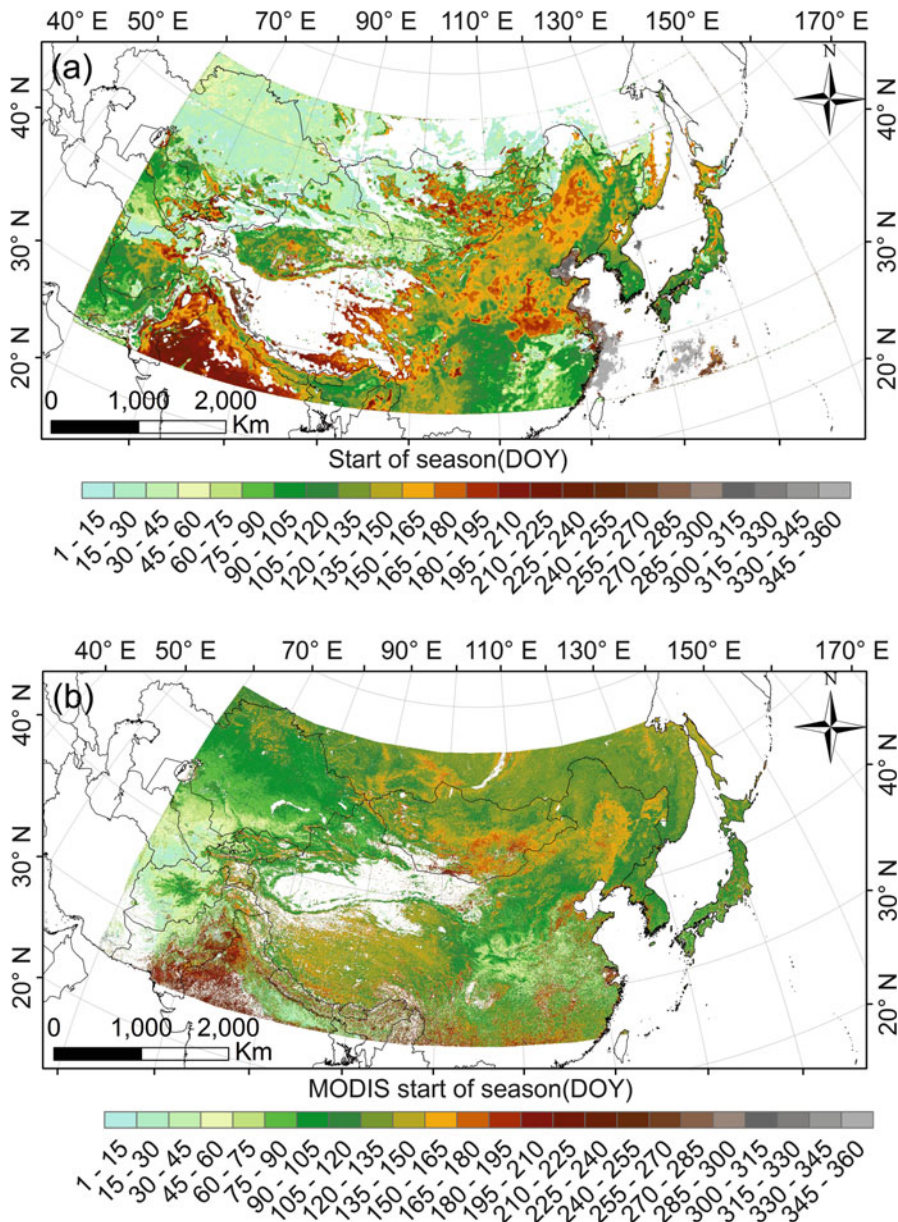 40° E 50° E 70° E 90° E 110° E 130° E 150° E 170° E
(a)
N
40° N
30° N
20° N
40° N
30° N
20° N
0 1,000 2,000
Km
Start of season(DOY)
1 - 15
15 - 30
30 - 45
45 - 60
60 - 75
75 - 90
90 - 105
105 - 120
120 - 135
135 - 150
150 - 165
165 - 180
180 - 195
195 - 210
210 - 225
225 - 240
240 - 255
255 - 270
270 - 285
285 - 300
300 - 315
315 - 330
330 - 345
345 - 360
40° E 50° E 70° E 90° E 110° E 130° E 150° E 170° E
(b)
N
40° N
30° N
20° N
40° N
30° N
20° N
0 1,000 2,000
Km
MODIS start of season(DOY)
1 - 15
15 - 30
30 - 45
45 - 60
60 - 75
75 - 90
90 - 105
105 - 120
120 - 135
135 - 150
150 - 165
165 - 180
180 - 195
195 - 210
210 - 225
225 - 240
240 - 255
255 - 270
270 - 285
285 - 300
300 - 315
315 - 330
330 - 345
345 - 360